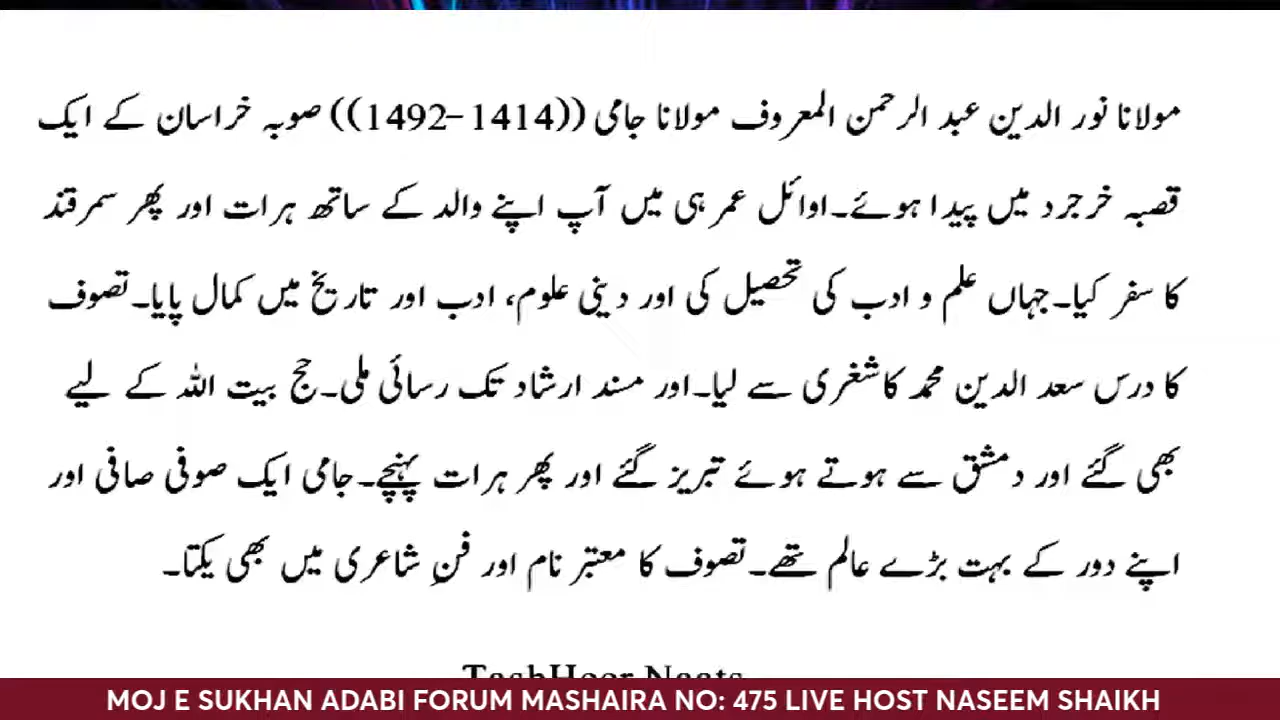 مولانا نور الدین عبد الرحمن المعروف مولانا جامی ((1414-1492)) صوبہ خراسان کے ایک
قصبہ خرجرد میں پیدا ہوئے۔اوائل عمر ہی میں آپ اپنے والد کے ساتھ ہرات اور پھر سمرقند
کا سفر کیا۔جہاں علم و ادب کی تحصیل کی اور دینی علوم، ادب اور تاریخ میں کمال پایا۔تصوف
کا درس سعد الدین محمد کاشغری سے لیا۔اور مسند ارشاد تک رسائی ملی۔حج بیت اللہ کے لیے
بھی گئے اور دمشق سے ہوتے ہوئے تبریز گئے اور پھر ہرات پہنچے۔جامی ایک صوفی صافی اور
اپنے دور کے بہت بڑے عالم تھے۔تصوف کا معتبر نام اور فنِ شاعری میں بھی یکتا۔
Naats
MOJ E SUKHAN ADABI FORUM MASHAIRA NO: 475 LIVE HOST NASEEM SHAIKH